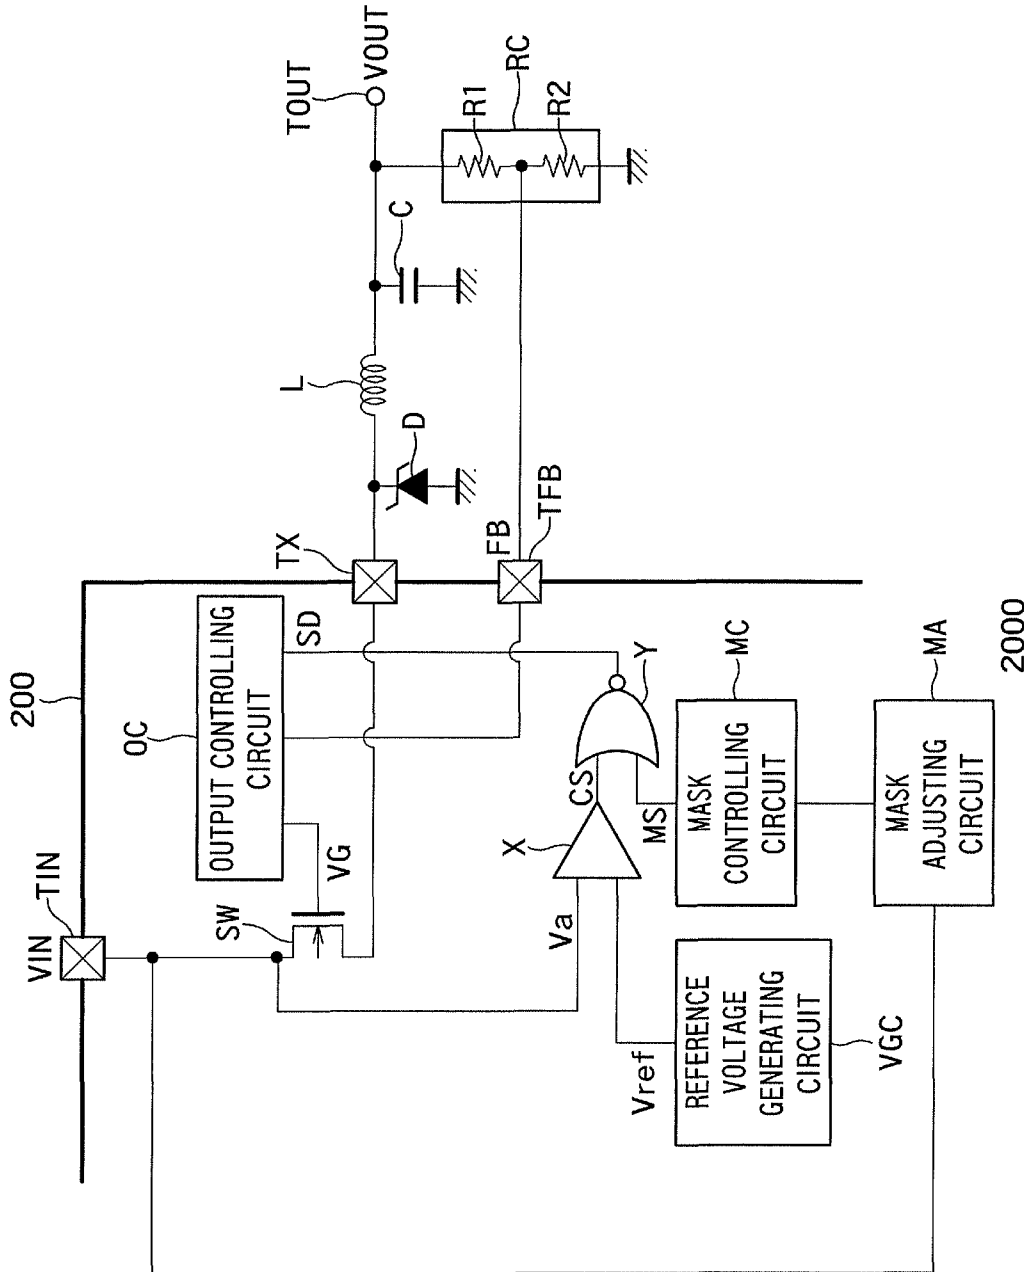 200
VIN
TIN
OC
OUTPUT CONTROLLING
CIRCUIT
SD
VG
SW
TX
FB
TFB
D
L
C
TOUT
VOUT
RC
R1
R2
X
Va
CS
MS
Y
Vref
REFERENCE
VOLTAGE
GENERATING
CIRCUIT
VGC
MASK
CONTROLLING
CIRCUIT
MC
MASK
ADJUSTING
CIRCUIT
MA
2000